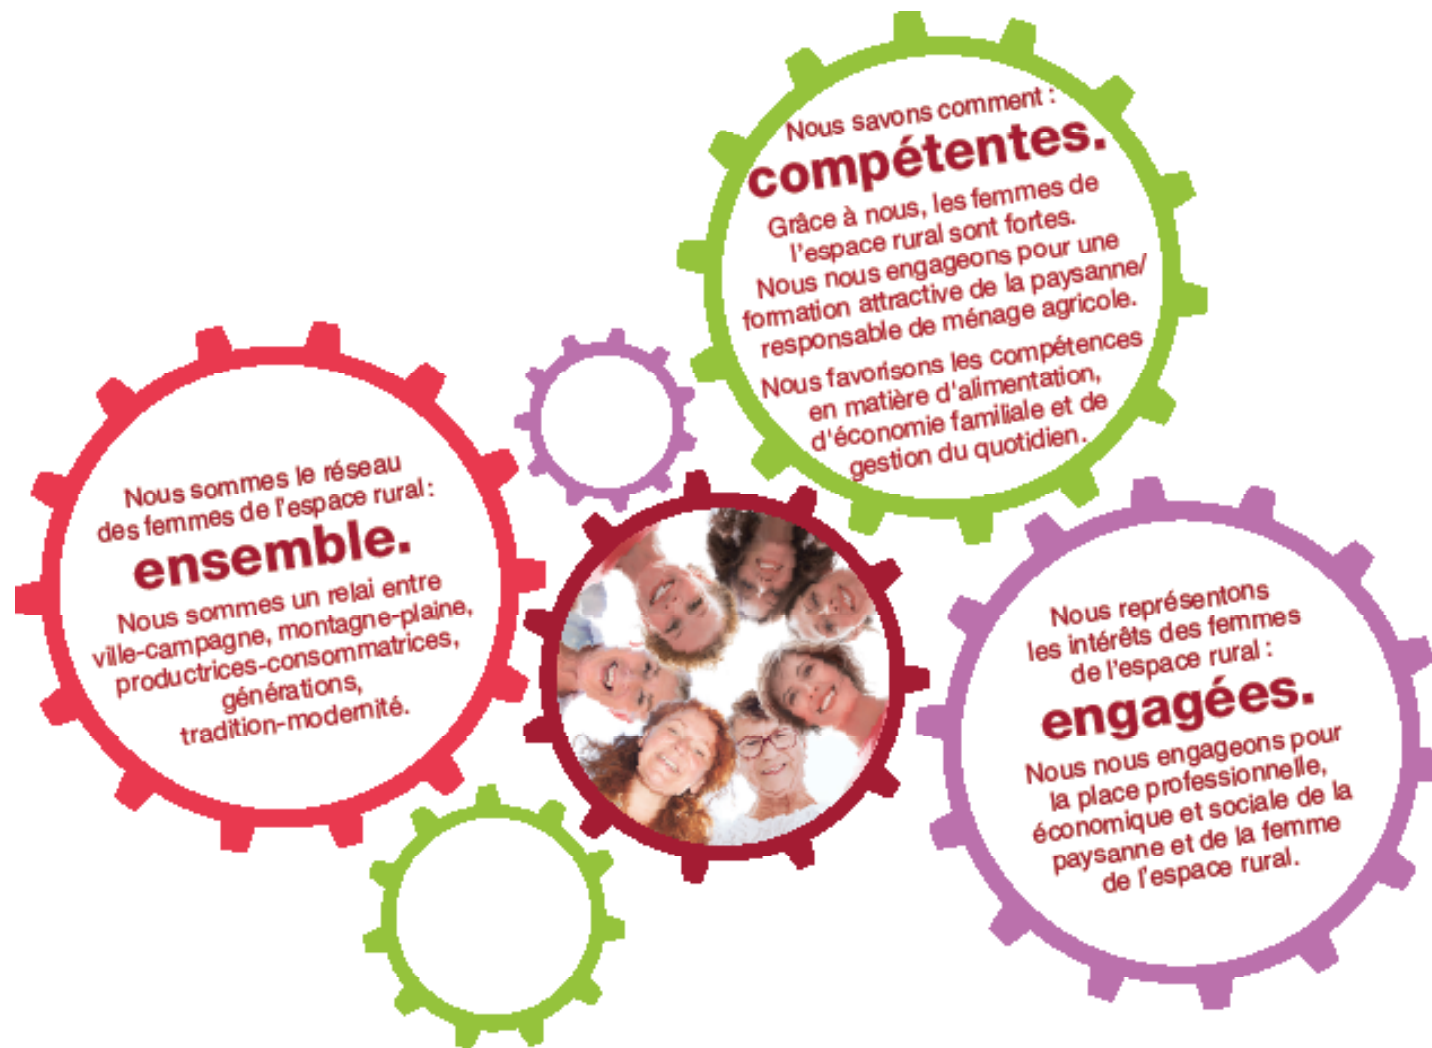 Nous sommes le réseau
des femmes de l'espace rural :
ensemble.
Nous sommes un relai entre
ville-campagne, montagne-plaine,
productrices-consommatrices,
générations,
tradition-modernité.
Nous savons comment :
compétentes.
Grâce à nous, les femmes de
l'espace rural sont fortes.
Nous nous engageons pour une
formation attractive de la paysanne/
responsable de ménage agricole.
Nous favorisons les compétences
en matière d'alimentation,
d'économie familiale et de
gestion du quotidien.
Nous représentons
les intérêts des femmes
de l'espace rural :
engagées.
Nous nous engageons pour
la place professionnelle,
économique et sociale de la
paysanne et de la femme
de l'espace rural.